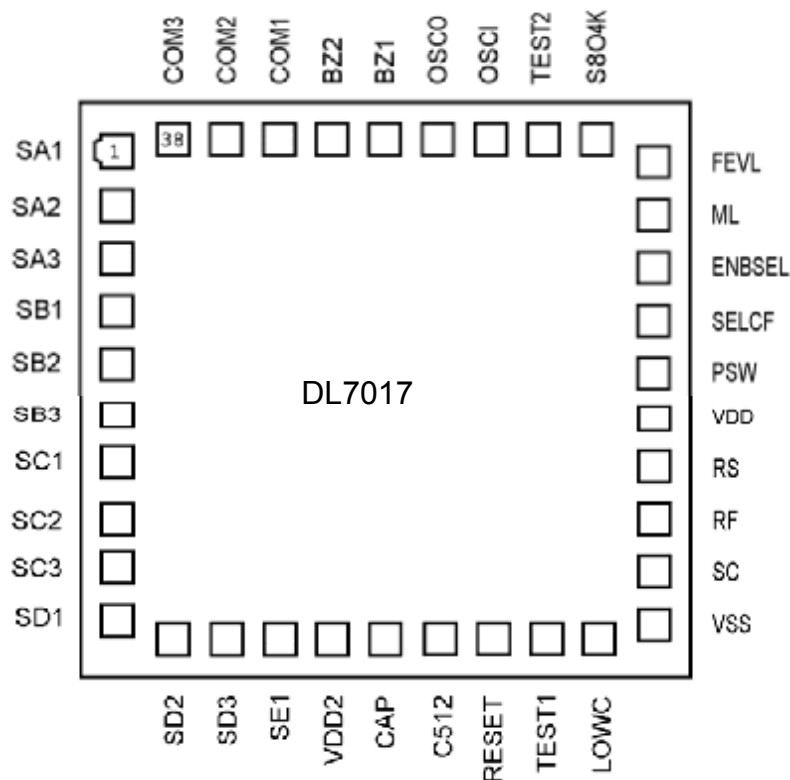 COM3
COM2
COM1
BZ2
BZ1
OSCO
OSCI
TEST2
S8O4K
38
1
SA1
SA2
SA3
SB1
SB2
SB3
SC1
SC2
SC3
SD1
DL7017
FEVL
ML
ENBSEL
SELCF
PSW
VDD
RS
RF
SC
VSS
SD2
SD3
SE1
VDD2
CAP
C512
RESET
TEST1
LOWC